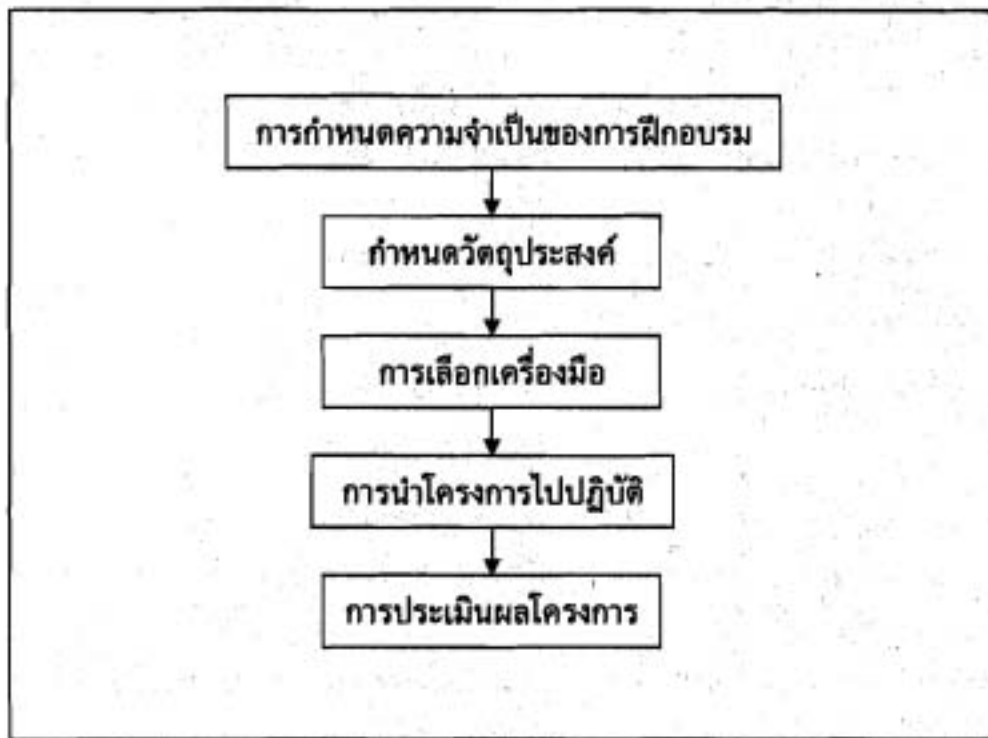 การกำหนดความจำเป็นของการฝึกอบรม
กำหนดวัตถุประสงค์
การเลือกเครื่องมือ
การนำโครงการไปปฏิบัติ
การประเมินผลโครงการ